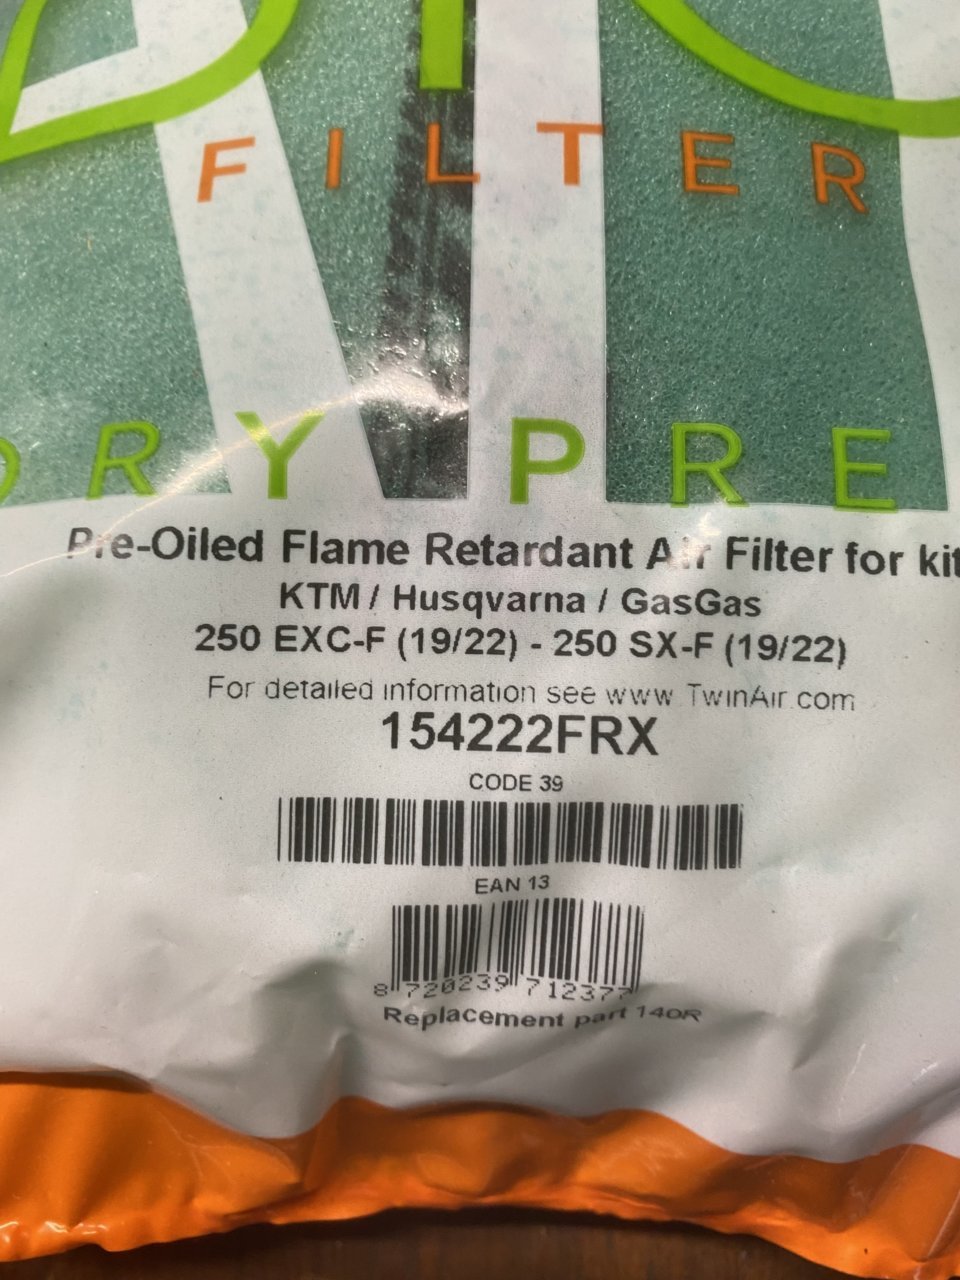 FILTER
ORY PRE
Pre-Oiled Flame Retardant Air Filter for kit
KTM / Husqvarna / GasGas
250 EXC-F (19/22) - 250 SX-F (19/22)
For detailed information see www.TwinAir.com
154222FRX
CODE 39
EAN 13
8 720239 712377
Replacement part 140R